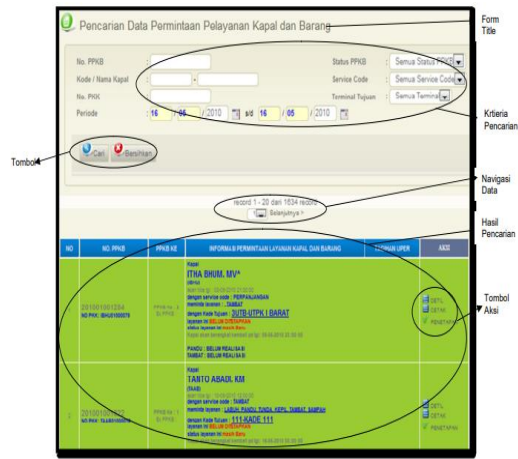 Pencarian Data Permintaan Pelayanan Kapal dan Barang
Form
Title
No. PPKB :
Status PPKB : Semua Status PPKB
Kode / Nama Kapal : -
Service Code : Semua Service Code
No. PKK :
Terminal Tujuan : Semua Terminal
Periode : 16 / 05 / 2010 s/d 16 / 05 / 2010
Krtieria
Pencarian
Cari Bersihkan
Tombol
Navigasi
Data
record 1 - 20 dari 1634 record
Selanjutnya >
Hasil
Pencarian
NO NO. PPKB PPKB KE INFORMASI PERMINTAAN LAYANAN KAPAL DAN BARANG UPER AKSI
Kapal
ITHA BHUM. MV*
dengan service code : PERPANJANGAN
meminta layanan : TAMBAT
dengan Kade Tujuan : 3UTB-UTPK I BARAT
layanan ini BELUM DITETAPKAN
status layanan ini masih Baru
PANDU : BELUM REALISASI
TAMBAT : BELUM REALISASI
DETIL
CETAK
PENETAPAN
Tombol
Aksi
Kapal
TANTO ABADI. KM
dengan service code : TAMBAT
meminta layanan : LABUH, PANDU, TUNDA, KEPIL, TAMBAT, SAMPAH
dengan Kade Tujuan : 111-KADE 111
layanan ini BELUM DITETAPKAN
status layanan ini masih Baru
2
DETIL
CETAK
PENETAPAN